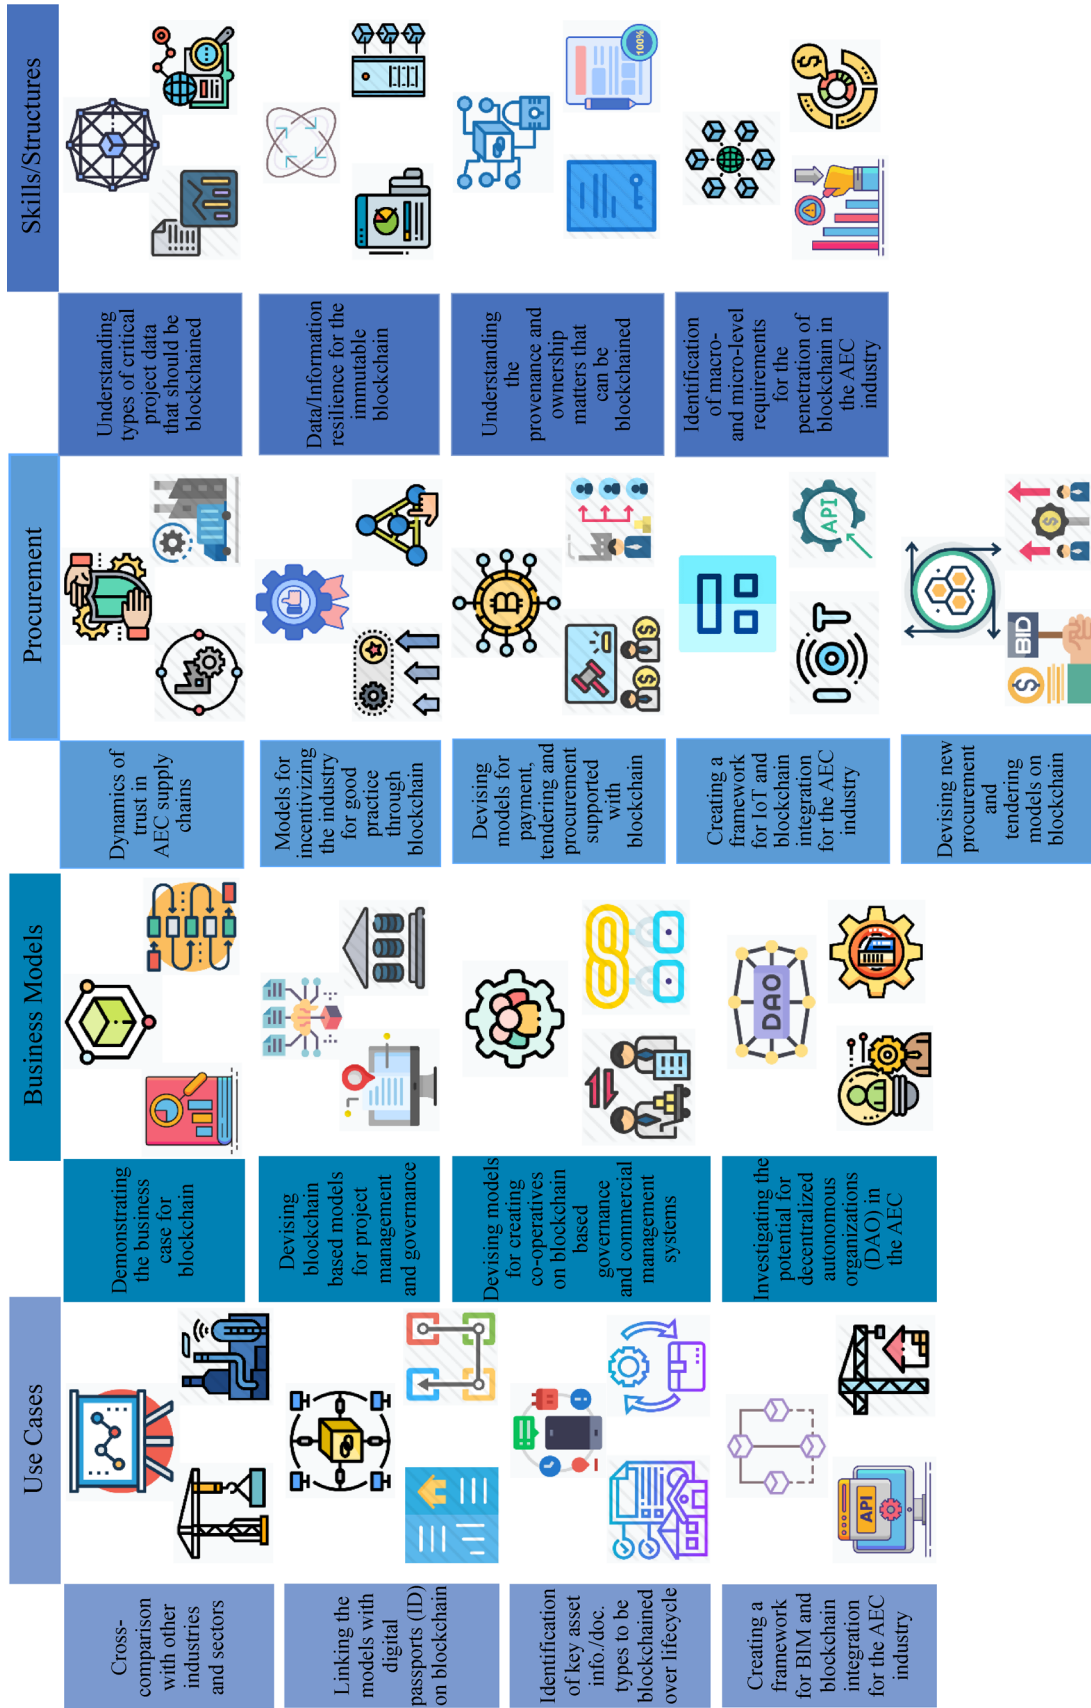 Use Cases
Cross-
comparison
with other
industries
and sectors
Linking the
models with
digital
passports (ID)
on blockchain
Identification
of key asset
info./doc.
types to be
blockchained
over lifecycle
Creating a
framework
for BIM and
blockchain
integration
for the AEC
industry
API
Business Models
Demonstrating
the business
case for
blockchain
Devising
blockchain
based models
for project
management
and governance
Devising models
for creating
co-operatives
on blockchain
based
governance
and commercial
management
systems
Investigating the
potential for
decentralized
autonomous
organizations
(DAO) in
the AEC
DAO
Procurement
Dynamics of
trust in
AEC supply
chains
Models for
incentivizing
the industry
for good
practice
through
blockchain
Devising
models for
payment,
tendering and
procurement
supported
with
blockchain
B
$
$
Creating a
framework
for IoT and
blockchain
integration
for the AEC
industry
IOT
API
Devising new
procurement
and
tendering
models on
blockchain
$
BID
$
Skills/Structures
Understanding
types of critical
project data
that should be
blockchained
Data/Information
resilience for the
immutable
blockchain
Understanding
the
provenance and
ownership
matters that
can be
blockchained
100%
Identification
of macro-
and micro-level
requirements
for the
penetration of
blockchain in
the AEC
industry
$